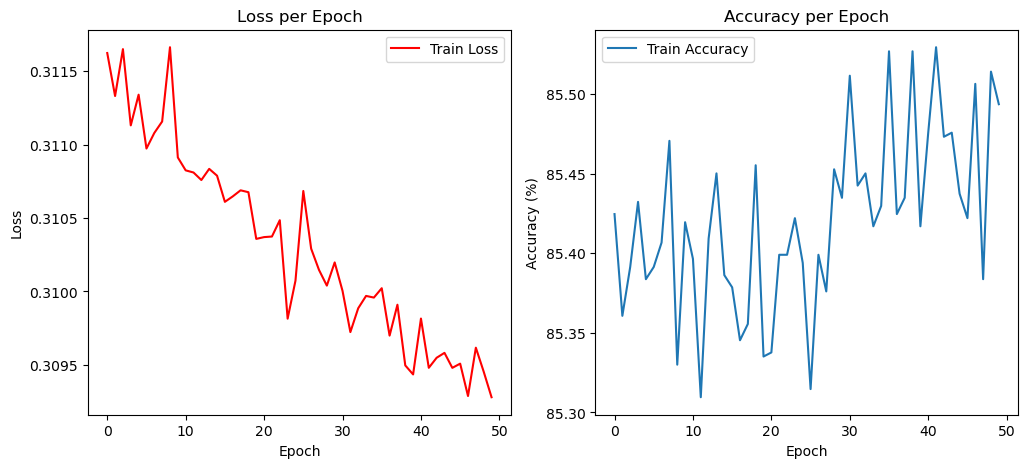 Loss per Epoch
Train Loss
0.3115
0.3110
0.3105
0.3100
0.3095
Loss
0 10 20 30 40 50
Epoch
Accuracy per Epoch
Train Accuracy
85.50
85.45
85.40
85.35
85.30
Accuracy (%)
0 10 20 30 40 50
Epoch